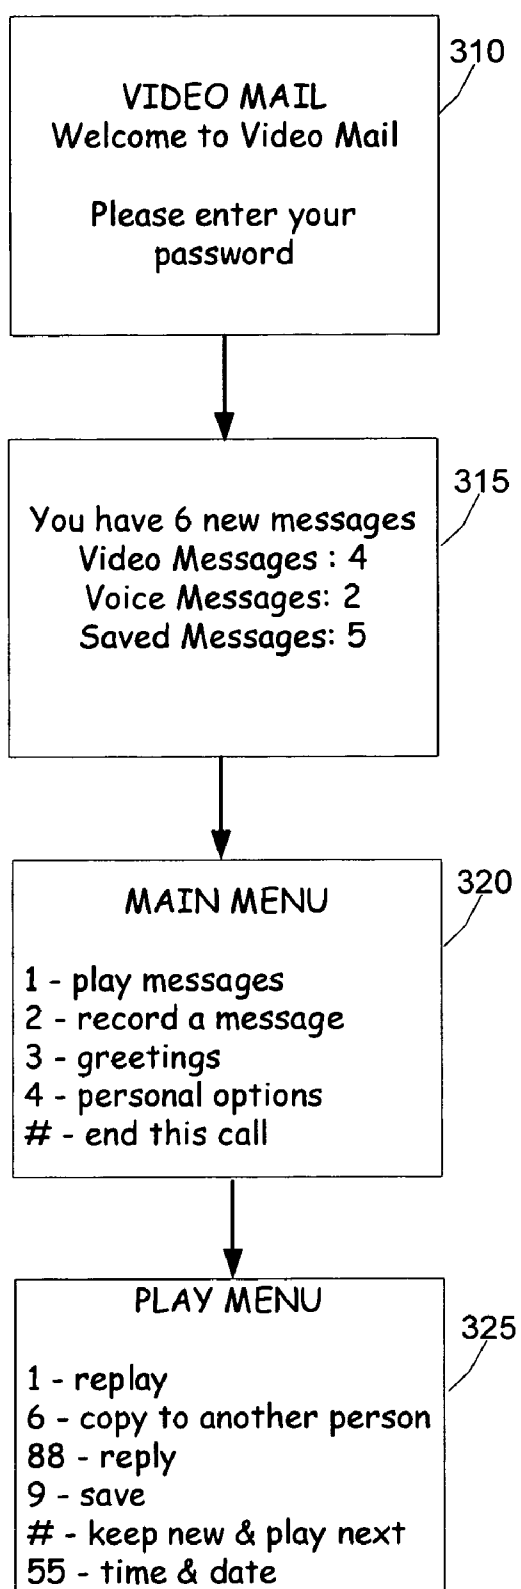 310
VIDEO MAIL
Welcome to Video Mail
Please enter your
password
315
You have 6 new messages
Video Messages : 4
Voice Messages: 2
Saved Messages: 5
320
MAIN MENU
1 - play messages
2 - record a message
3 - greetings
4 - personal options
# - end this call
325
PLAY MENU
1 - replay
6 - copy to another person
88 - reply
9 - save
# - keep new & play next
55 - time & date